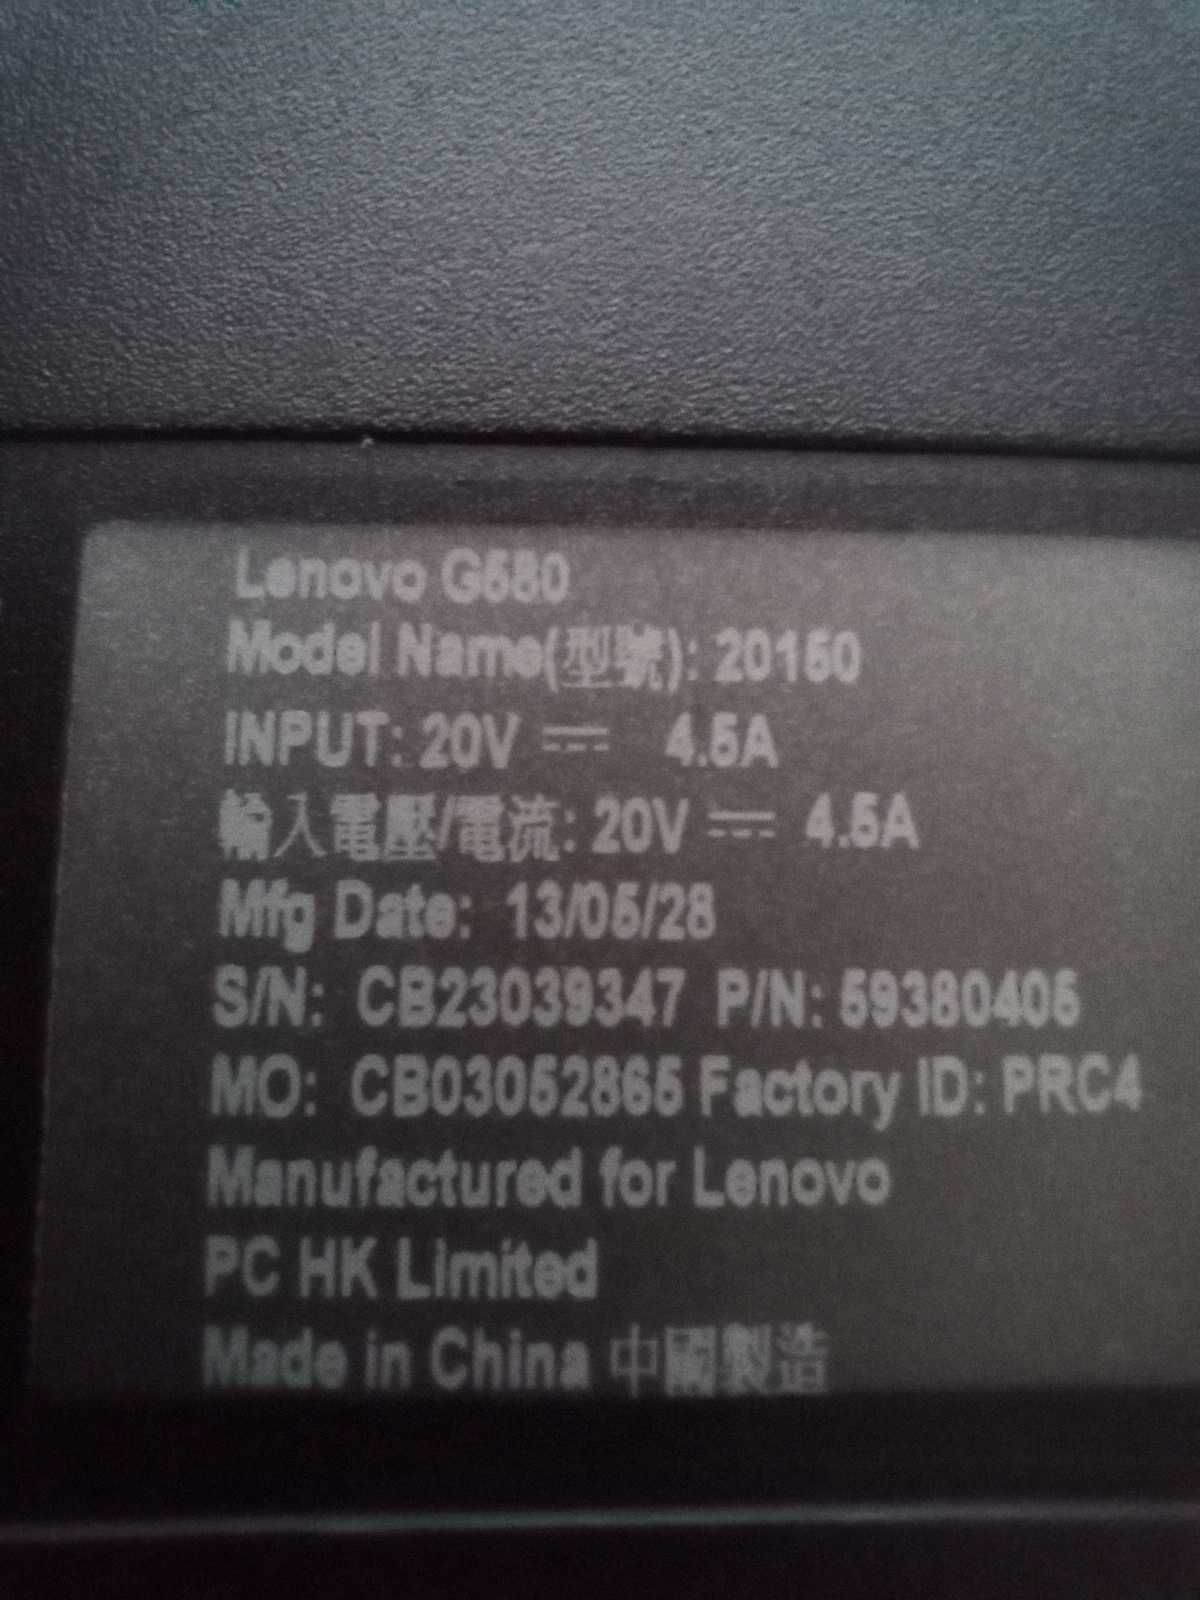 Lenovo G580
Model Name(型號): 20150
INPUT: 20V ⎓ 4.5A
輸入電壓/電流: 20V ⎓ 4.5A
Mfg Date: 13/05/28
S/N: CB23039347 P/N: 59380405
MO: CB03052865 Factory ID: PRC4
Manufactured for Lenovo
PC HK Limited
Made in China 中國製造